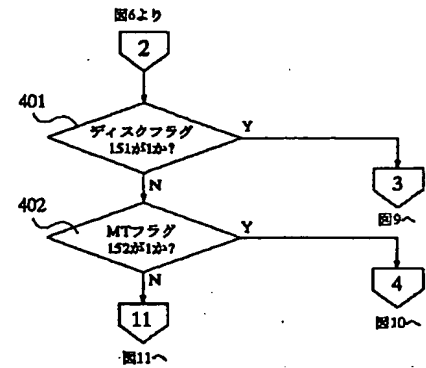 図6より
2
401
ディスクフラグ
151が1か?
Y
N
3
図9へ
402
MTフラグ
152が1か?
Y
N
4
図10へ
11
図11へ